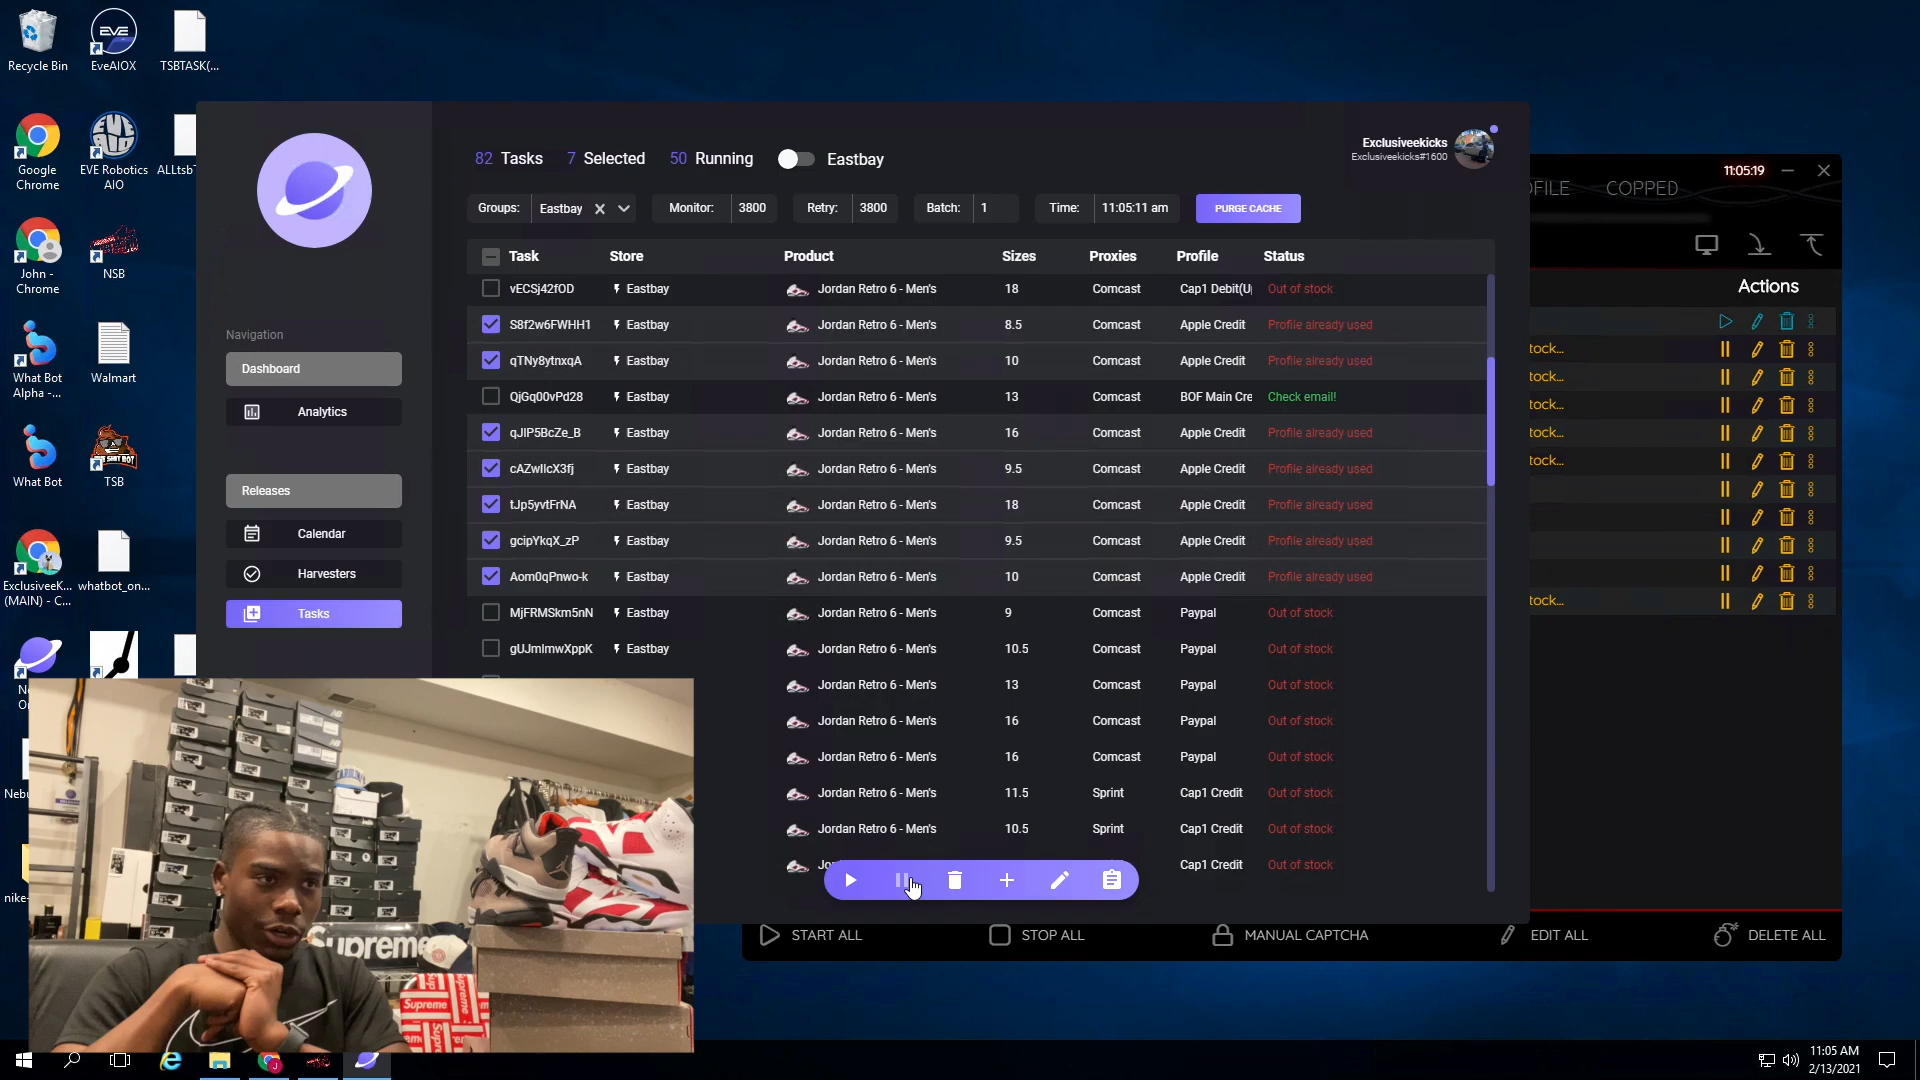 Recycle Bin
EveAIOX
TSBTASK(...
Google
Chrome
EVE Robotics
AIO
ALLtsb
John -
Chrome
NSB
What Bot
Alpha -...
Walmart
What Bot
TSB
ExclusiveeK...
(MAIN) - C...
whatbot_on...
Nebu
nike-
Navigation
Dashboard
Analytics
Releases
Calendar
Harvesters
Tasks
82 Tasks 7 Selected 50 Running Eastbay
Exclusiveekicks
Exclusiveekicks#1600
Groups: Eastbay Monitor: 3800 Retry: 3800 Batch: 1 Time: 11:05:11 am PURGE CACHE
Task Store Product Sizes Proxies Profile Status
vECSj42fOD Eastbay Jordan Retro 6 - Men's 18 Comcast Cap1 Debit(U Out of stock
S8f2w6FWHH1 Eastbay Jordan Retro 6 - Men's 8.5 Comcast Apple Credit Profile already used
qTNy8ytnxqA Eastbay Jordan Retro 6 - Men's 10 Comcast Apple Credit Profile already used
QjGq00vPd28 Eastbay Jordan Retro 6 - Men's 13 Comcast BOF Main Cre Check email!
qJIP5BcZe_B Eastbay Jordan Retro 6 - Men's 16 Comcast Apple Credit Profile already used
cAZwIlcX3fj Eastbay Jordan Retro 6 - Men's 9.5 Comcast Apple Credit Profile already used
tJp5yvtFrNA Eastbay Jordan Retro 6 - Men's 18 Comcast Apple Credit Profile already used
gcipYkqX_zP Eastbay Jordan Retro 6 - Men's 9.5 Comcast Apple Credit Profile already used
Aom0qPnwo-k Eastbay Jordan Retro 6 - Men's 10 Comcast Apple Credit Profile already used
MjFRMSkm5nN Eastbay Jordan Retro 6 - Men's 9 Comcast Paypal Out of stock
gUJmImwXppK Eastbay Jordan Retro 6 - Men's 10.5 Comcast Paypal Out of stock
Jordan Retro 6 - Men's 13 Comcast Paypal Out of stock
Jordan Retro 6 - Men's 16 Comcast Paypal Out of stock
Jordan Retro 6 - Men's 16 Comcast Paypal Out of stock
Jordan Retro 6 - Men's 11.5 Sprint Cap1 Credit Out of stock
Jordan Retro 6 - Men's 10.5 Sprint Cap1 Credit Out of stock
Jo Cap1 Credit Out of stock
11:05:19
OFILE COPPED
Actions
tock...
tock...
tock...
tock...
tock...
tock...
START ALL STOP ALL MANUAL CAPTCHA EDIT ALL DELETE ALL
Supreme
Supreme
11:05 AM
2/13/2021